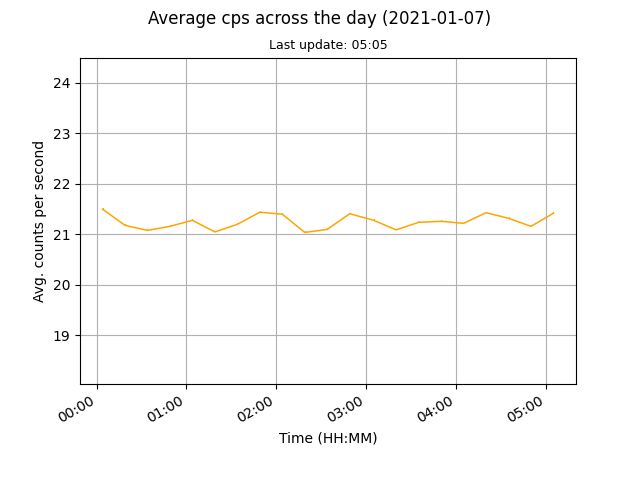 Average cps across the day (2021-01-07)
Last update: 05:05
24
23
22
21
20
19
Avg. counts per second
00:00 01:00 02:00 03:00 04:00 05:00
Time (HH:MM)